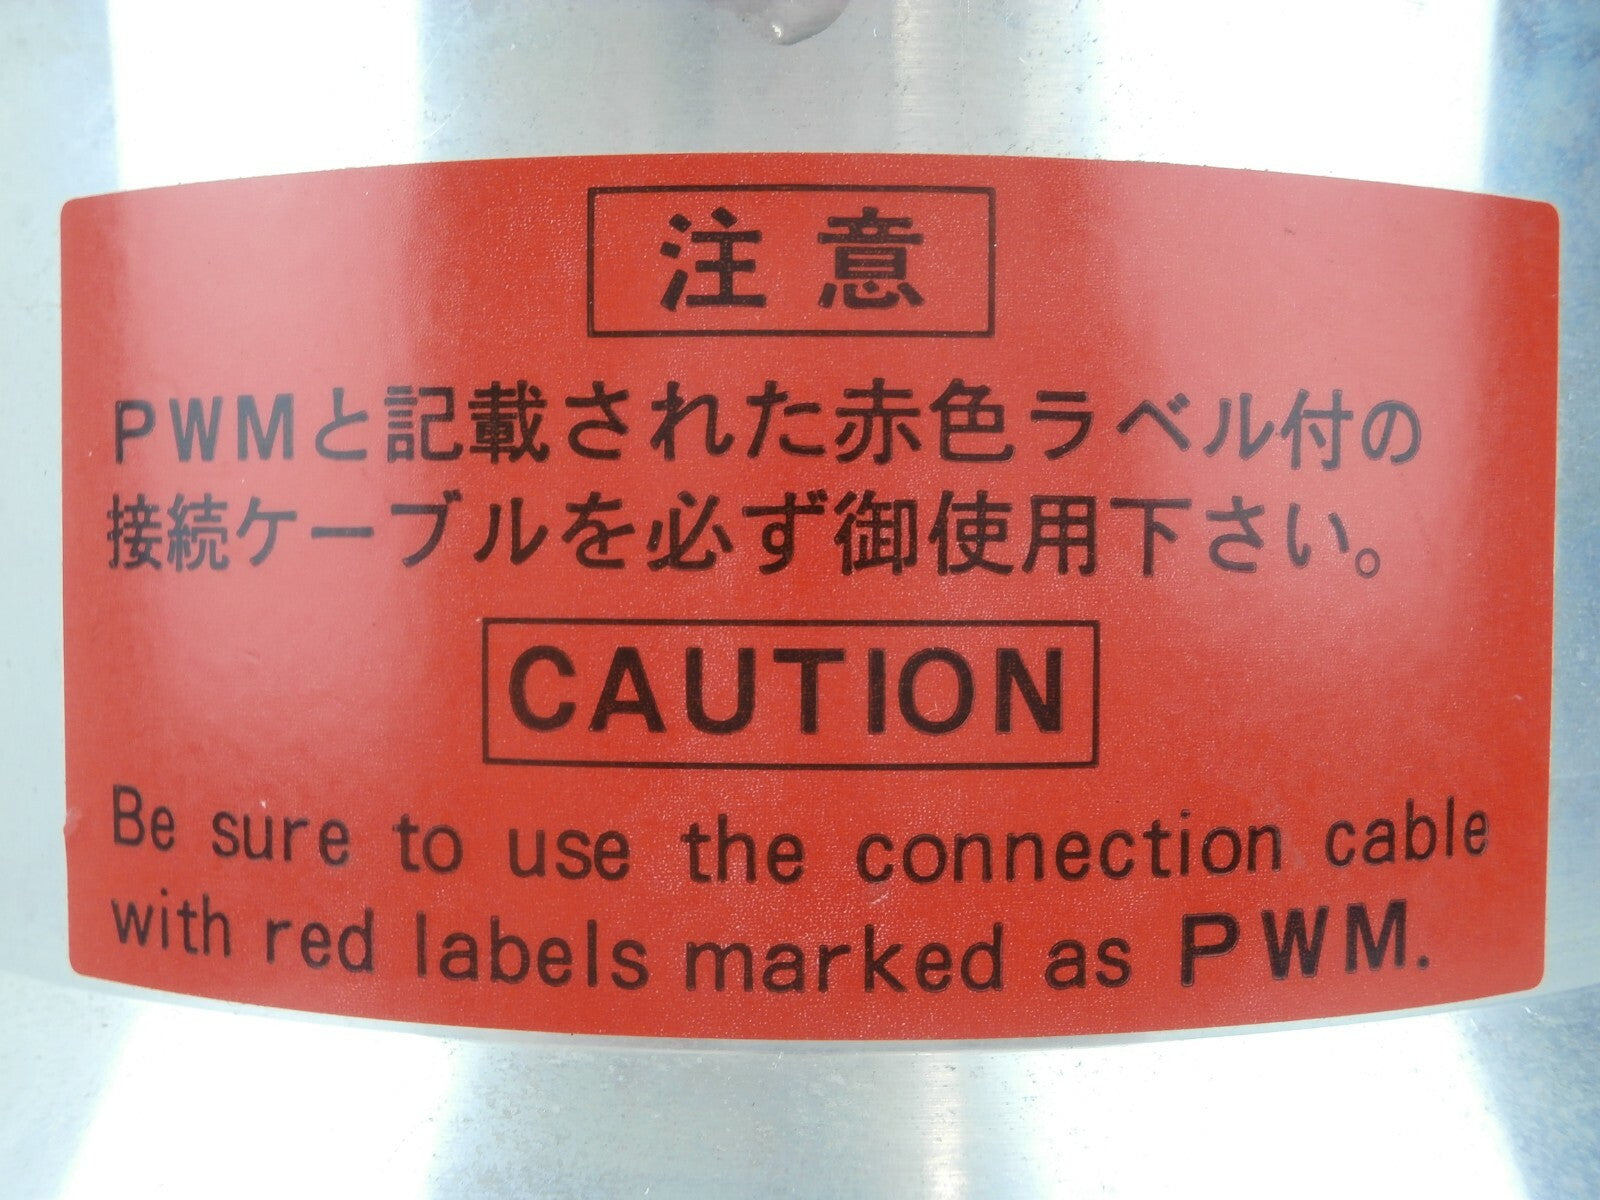 注意
PWMと記載された赤色ラベル付の
接続ケーブルを必ず御使用下さい。
CAUTION
Be sure to use the connection cable
with red labels marked as PWM.